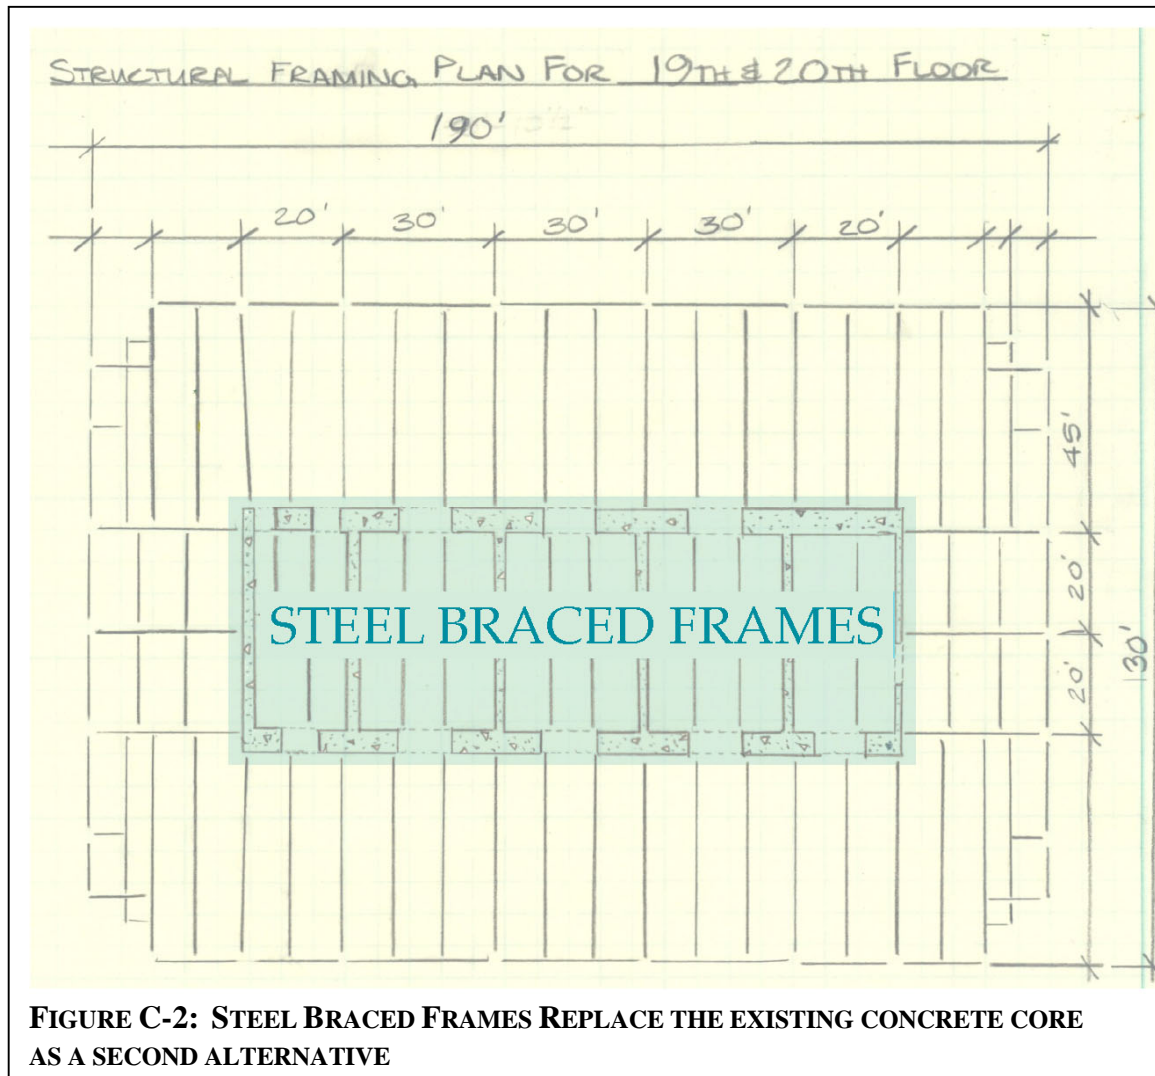 STRUCTURAL FRAMING PLAN FOR 19TH & 20TH FLOOR
190'
20' 30' 30' 30' 20'
45'
20'
20'
130'
STEEL BRACED FRAMES
FIGURE C-2: STEEL BRACED FRAMES REPLACE THE EXISTING CONCRETE CORE
AS A SECOND ALTERNATIVE